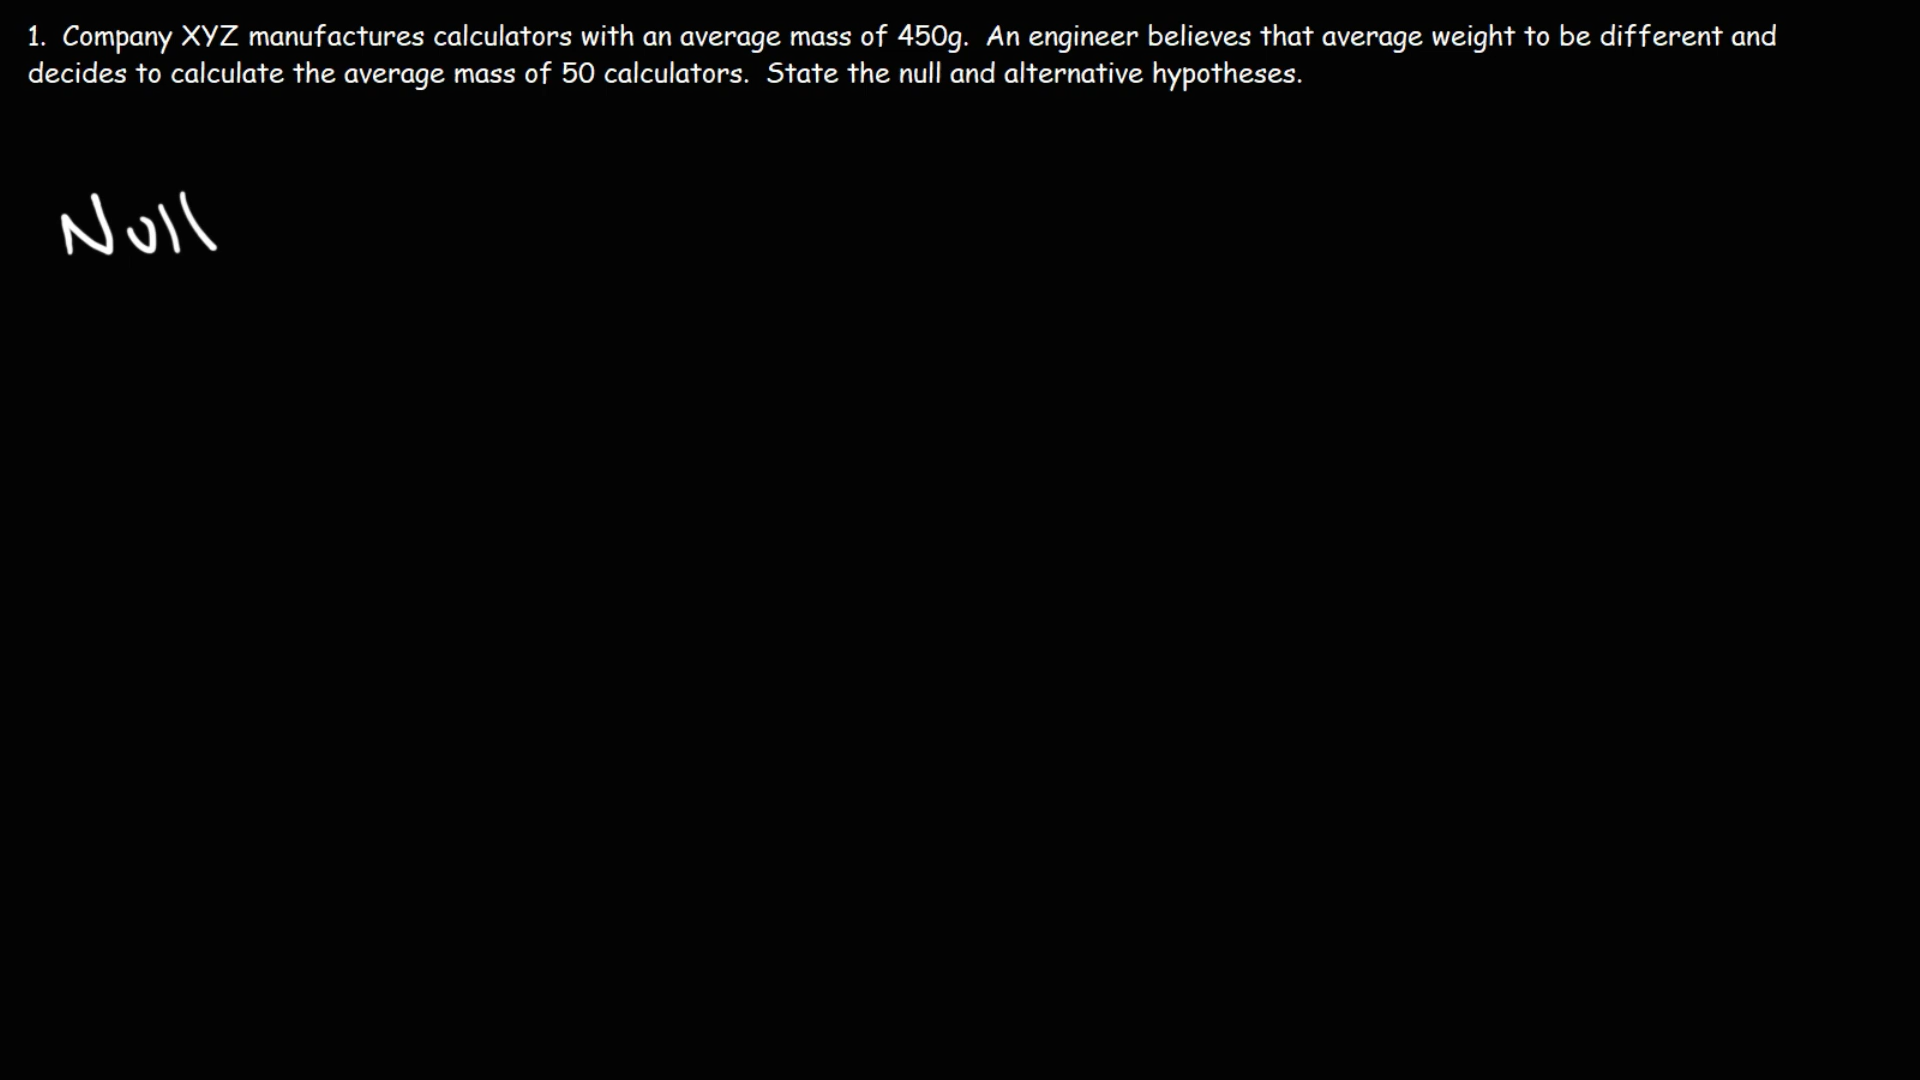 1. Company XYZ manufactures calculators with an average mass of 450g. An engineer believes that average weight to be different and
decides to calculate the average mass of 50 calculators. State the null and alternative hypotheses.
Null